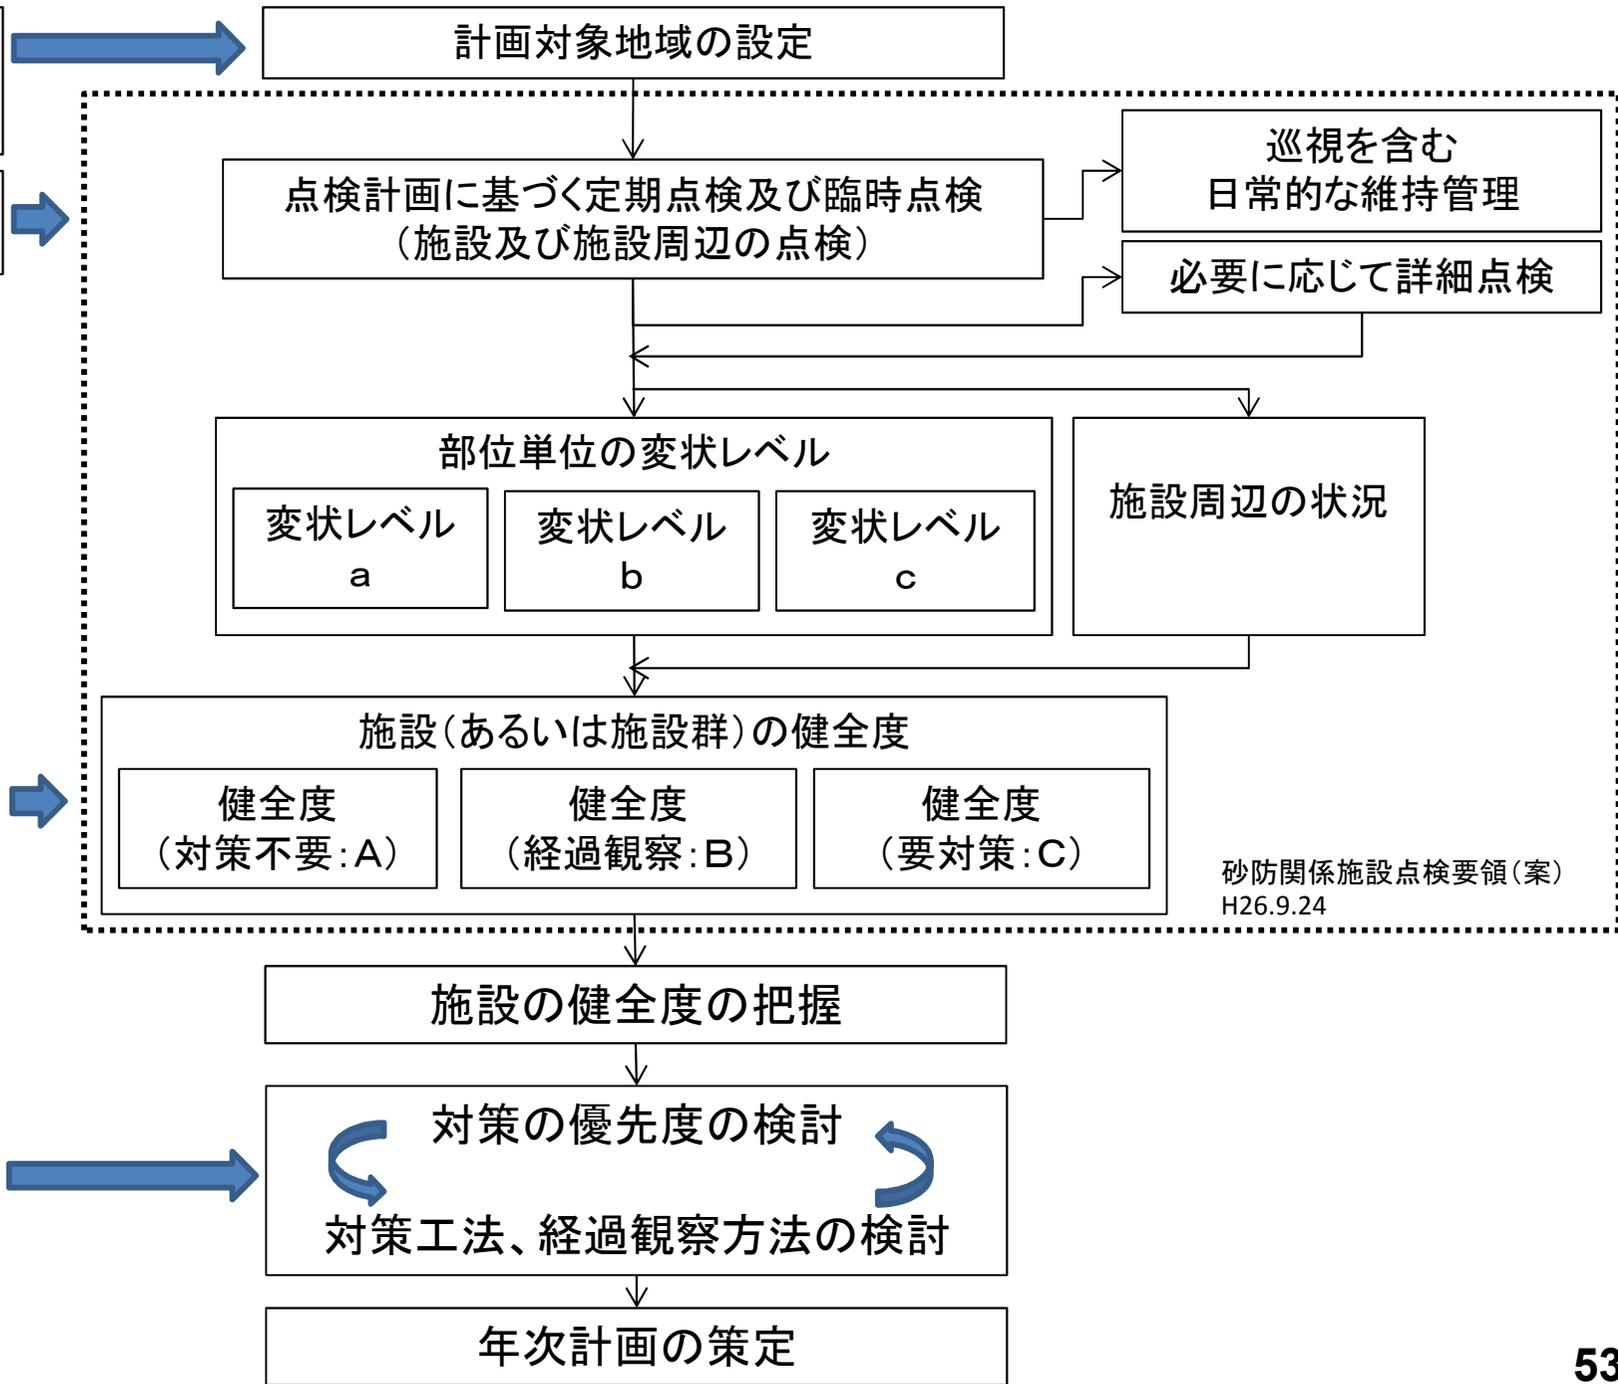 計画対象地域の設定
点検計画に基づく定期点検及び臨時点検
（施設及び施設周辺の点検）
巡視を含む
日常的な維持管理
必要に応じて詳細点検
部位単位の変状レベル
変状レベル
a
変状レベル
b
変状レベル
c
施設周辺の状況
施設（あるいは施設群）の健全度
健全度
（対策不要：A）
健全度
（経過観察：B）
健全度
（要対策：C）
砂防関係施設点検要領（案）
H26.9.24
施設の健全度の把握
対策の優先度の検討
対策工法、経過観察方法の検討
年次計画の策定
53